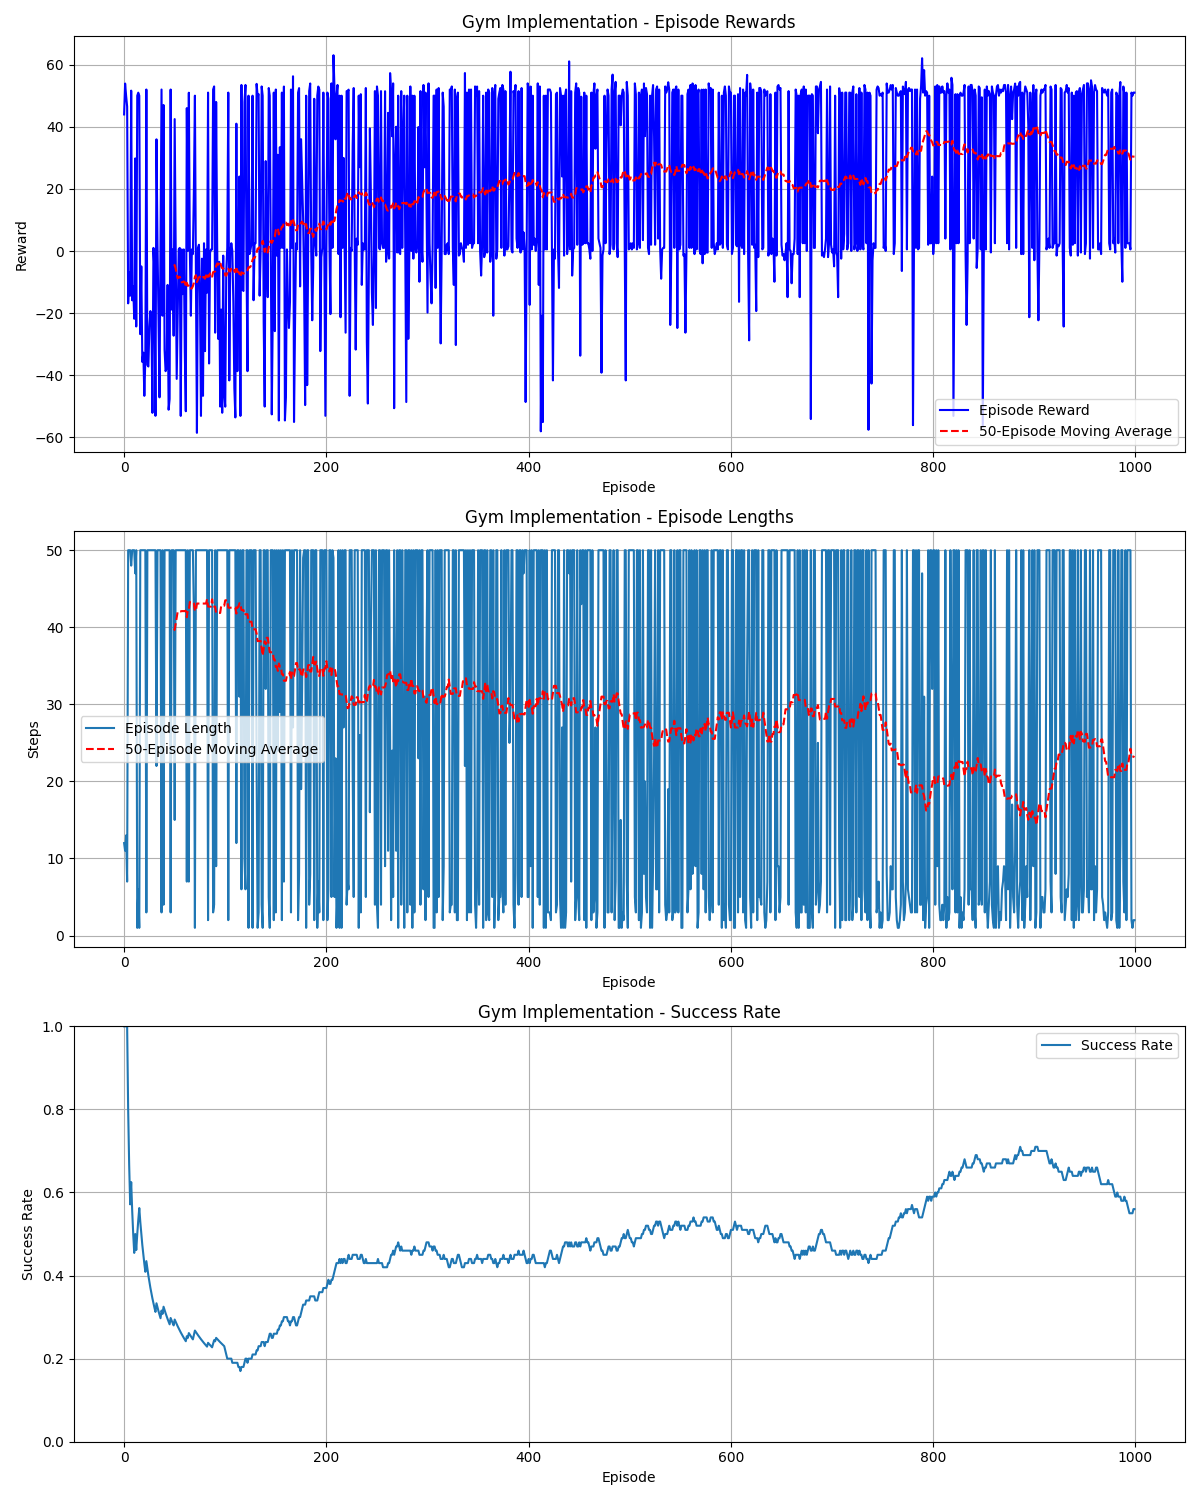 Gym Implementation - Episode Rewards
60
40
20
0
−20
−40
−60
Reward
Episode Reward
50-Episode Moving Average
0
200
400
600
800
1000
Episode
Gym Implementation - Episode Lengths
50
40
30
20
10
0
Steps
Episode Length
50-Episode Moving Average
0
200
400
600
800
1000
Episode
Gym Implementation - Success Rate
1.0
0.8
0.6
0.4
0.2
0.0
Success Rate
Success Rate
0
200
400
600
800
1000
Episode